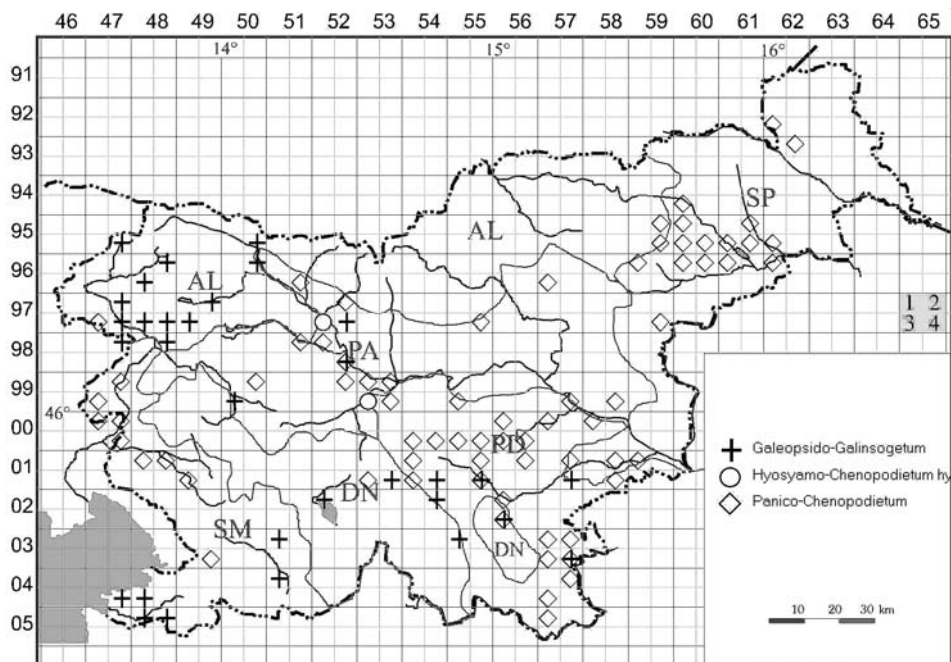 46 47 48 49 50 51 52 53 54 55 56 57 59 60 61 62 64 65
14° 15° 16°
91
92
93
94
SP
95
AL
96
AL
97
1 2
3 4
PA
98
99
46°
00
PD
Galeopsido-Galinsogetum
01
Hyosyamo-Chenopodietum hy
DN
Panico-Chenopodietum
02
SM
03
DN
04
10 20 30 km
05